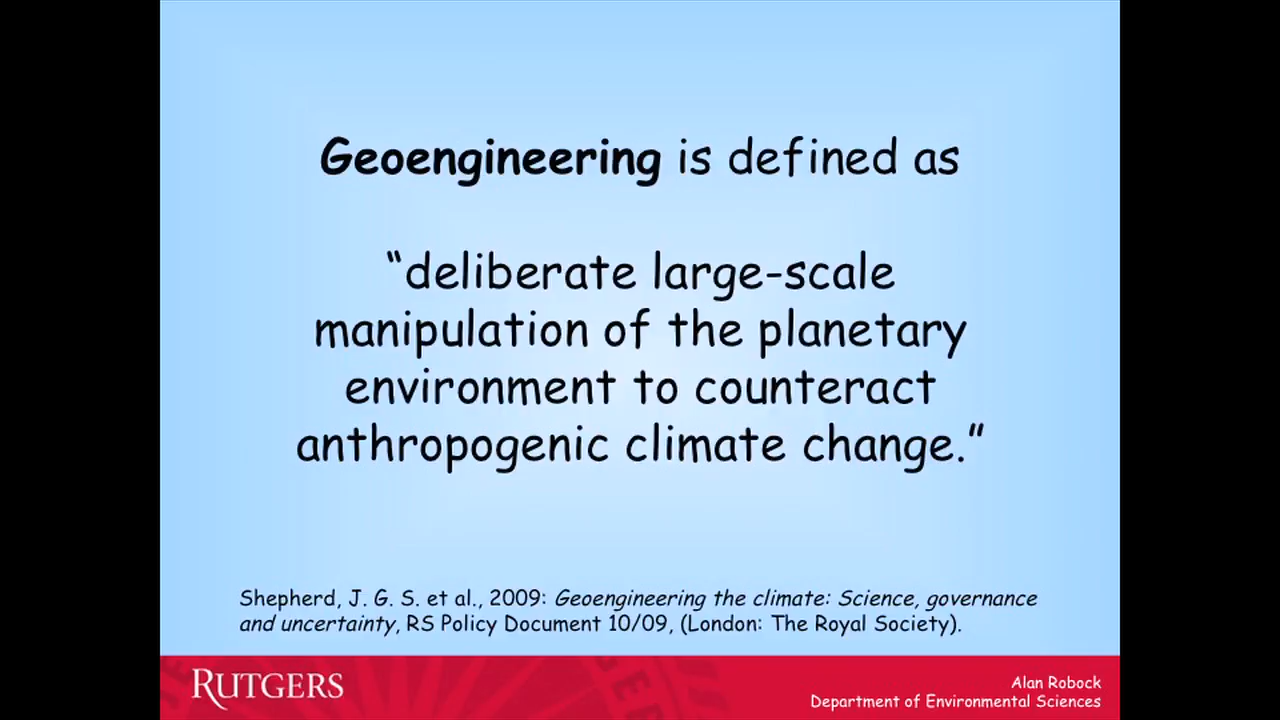 Geoengineering is defined as
“deliberate large-scale
manipulation of the planetary
environment to counteract
anthropogenic climate change.”
Shepherd, J. G. S. et al., 2009: Geoengineering the climate: Science, governance
and uncertainty, RS Policy Document 10/09, (London: The Royal Society).
RUTGERS
Alan Robock
Department of Environmental Sciences